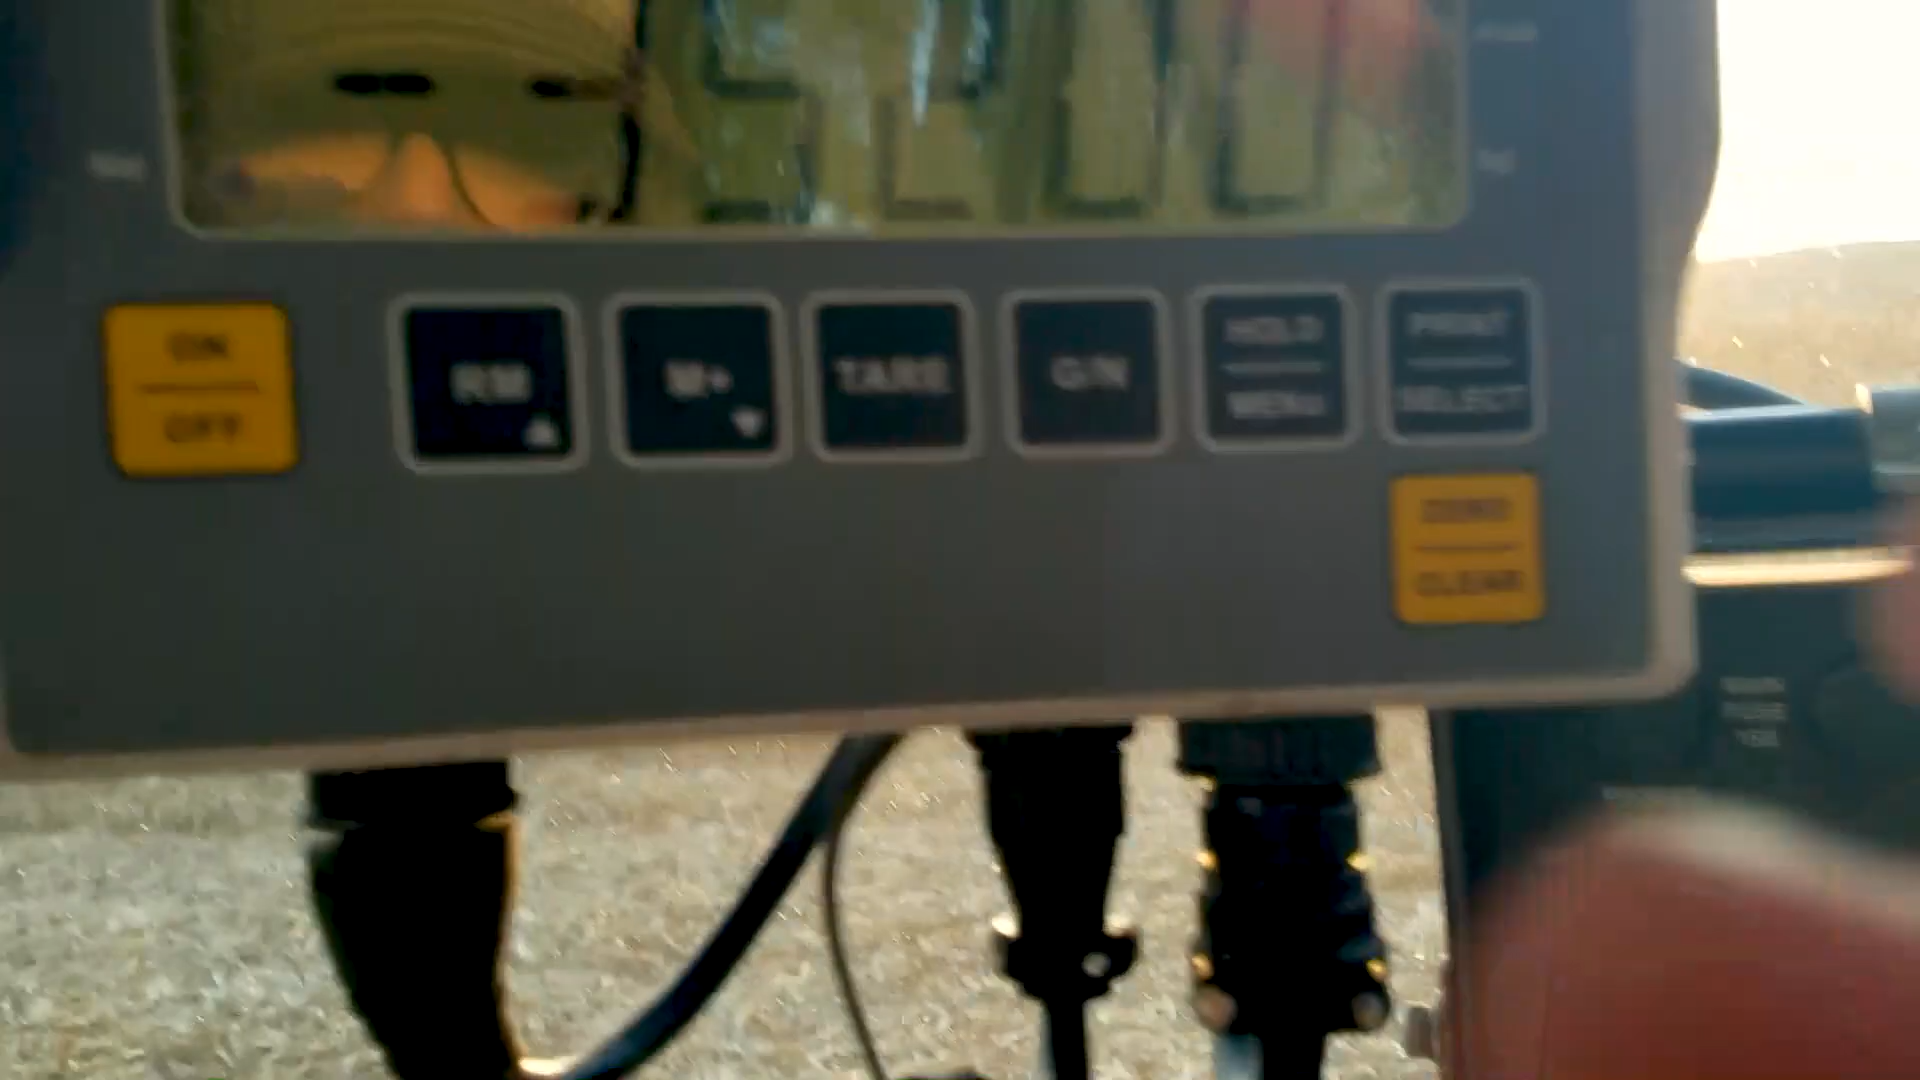 ON
OFF
RM
M+
TARE
G/N
HOLD
MENU
PRINT
SELECT
ZERO
CLEAR